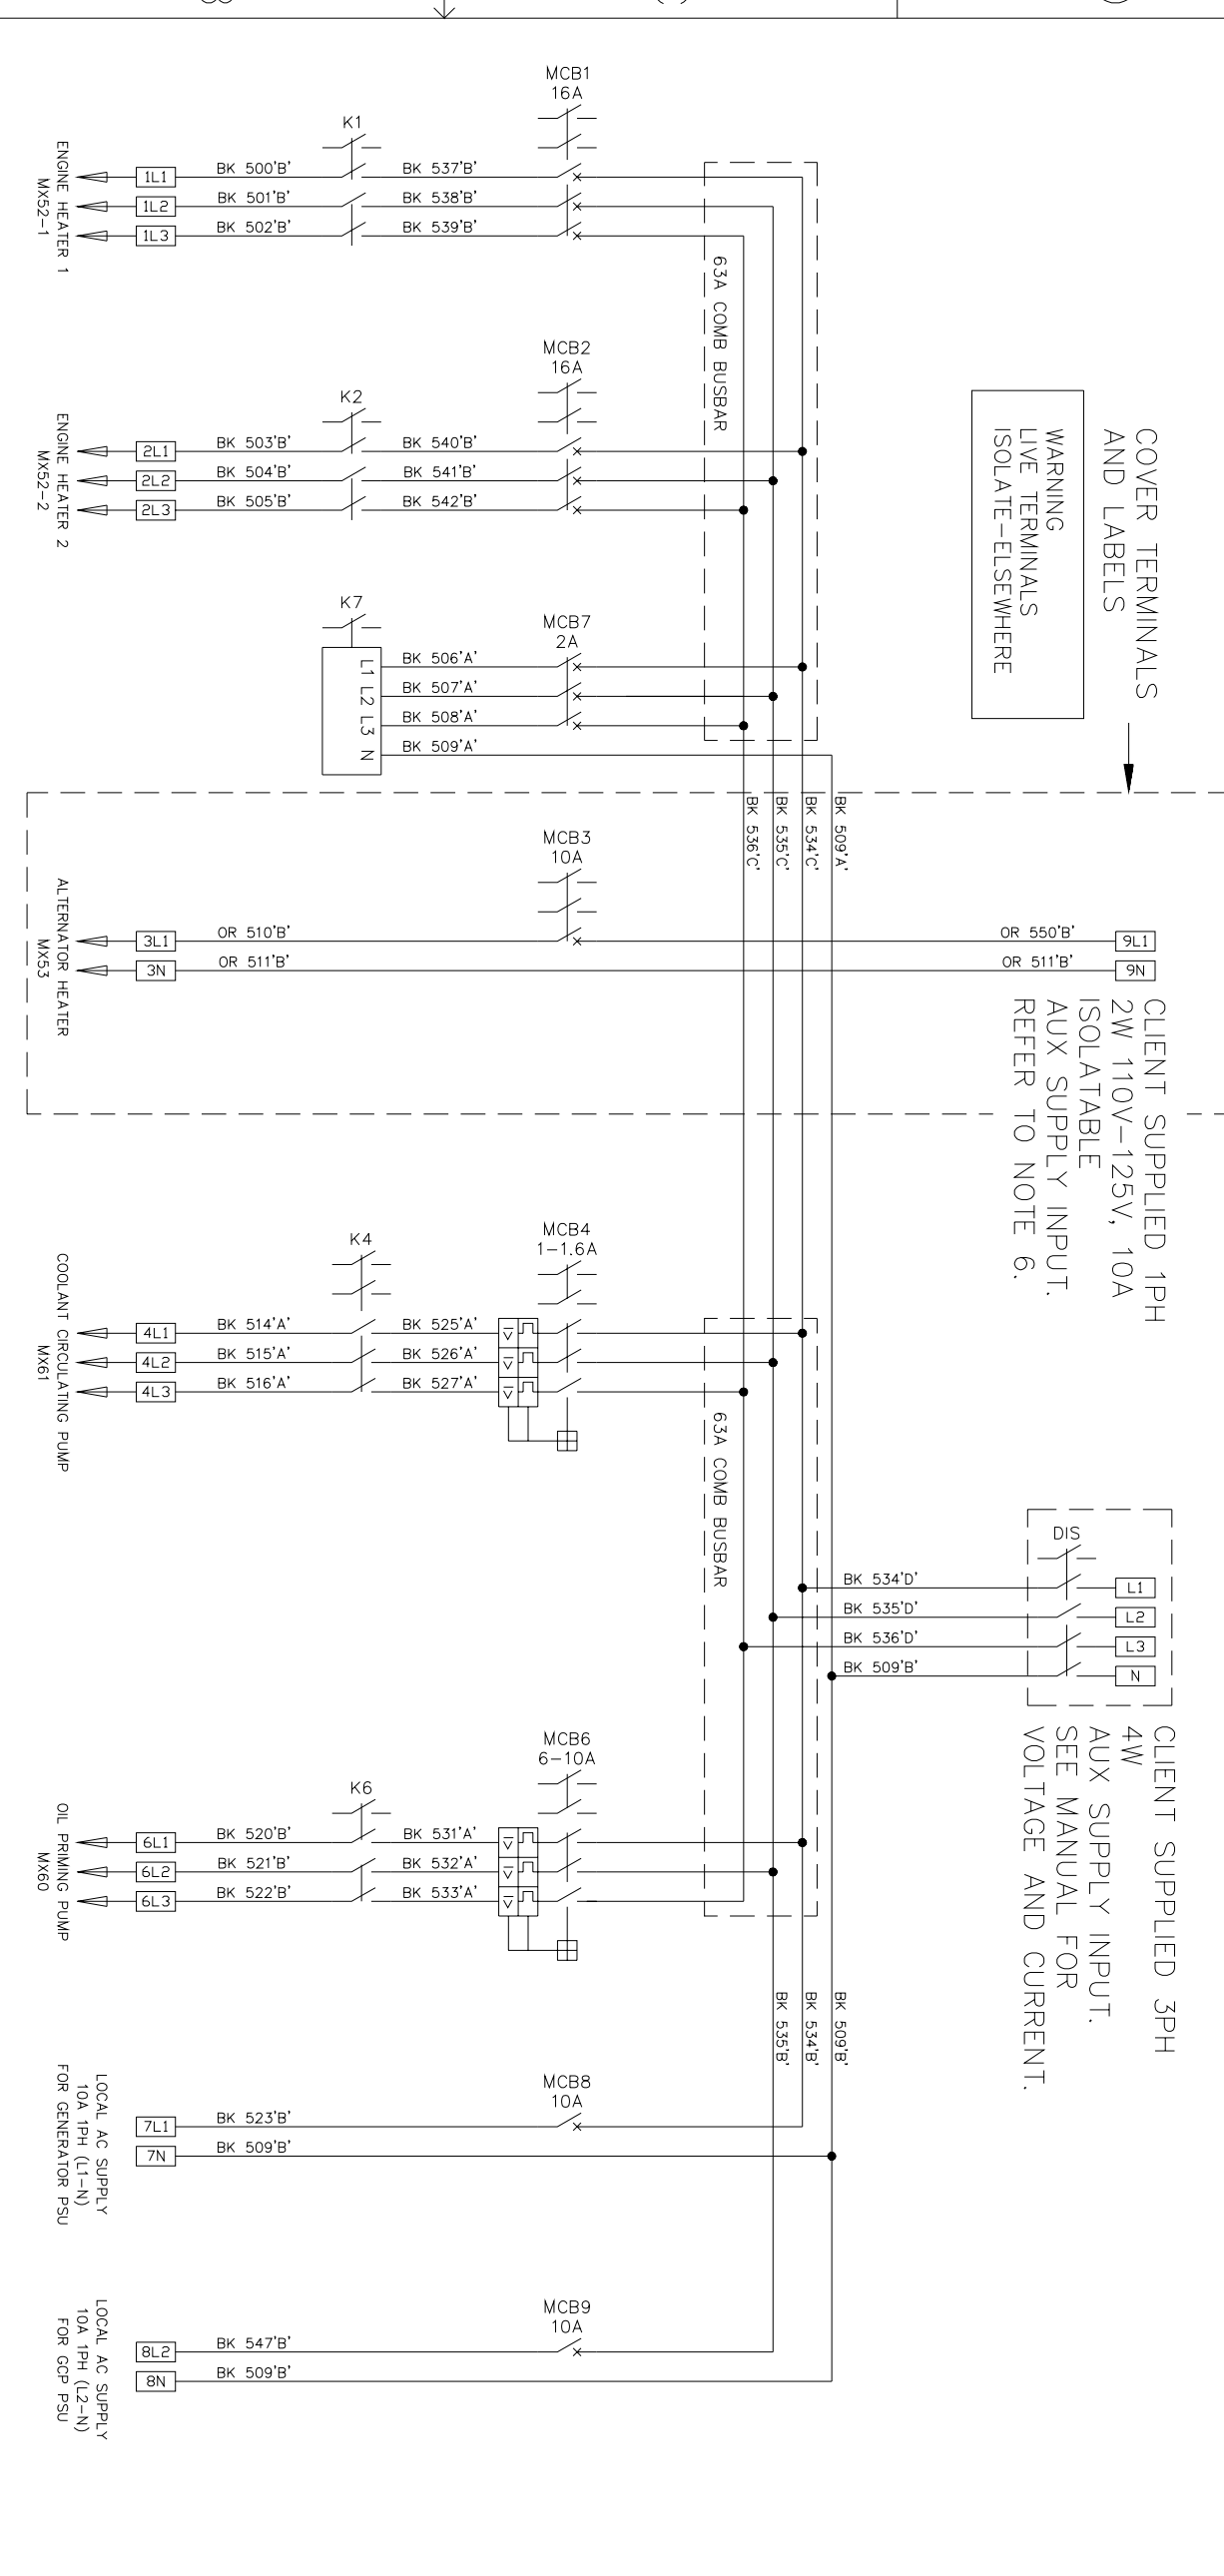 MCB1
16A
K1
BK 500'B'
BK 537'B'
1L1
BK 501'B'
BK 538'B'
1L2
BK 502'B'
BK 539'B'
1L3
ENGINE HEATER 1
MX52-1
63A COMB BUSBAR
MCB2
16A
K2
BK 503'B'
BK 540'B'
2L1
BK 504'B'
BK 541'B'
2L2
BK 505'B'
BK 542'B'
2L3
ENGINE HEATER 2
MX52-2
COVER TERMINALS
AND LABELS
WARNING
LIVE TERMINALS
ISOLATE-ELSEWHERE
K7
MCB7
2A
L1 L2 L3 N
BK 506'A'
BK 507'A'
BK 508'A'
BK 509'A'
BK 509'A'
BK 534'C'
BK 535'C'
BK 536'C'
MCB3
10A
3L1
OR 510'B'
OR 550'B'
9L1
3N
OR 511'B'
OR 511'B'
9N
ALTERNATOR HEATER
MX53
CLIENT SUPPLIED 1PH
2W 110V-125V, 10A
ISOLATABLE
AUX SUPPLY INPUT.
REFER TO NOTE 6.
MCB4
1-1.6A
K4
4L1
BK 514'A'
BK 525'A'
4L2
BK 515'A'
BK 526'A'
4L3
BK 516'A'
BK 527'A'
COOLANT CIRCULATING PUMP
MX61
63A COMB BUSBAR
DIS
BK 534'D'
L1
BK 535'D'
L2
BK 536'D'
L3
BK 509'B'
N
CLIENT SUPPLIED 3PH
4W
AUX SUPPLY INPUT.
SEE MANUAL FOR
VOLTAGE AND CURRENT.
MCB6
6-10A
K6
6L1
BK 520'B'
BK 531'A'
6L2
BK 521'B'
BK 532'A'
6L3
BK 522'B'
BK 533'A'
OIL PRIMING PUMP
MX60
BK 509'B'
BK 534'B'
BK 535'B'
MCB8
10A
7L1
BK 523'B'
7N
BK 509'B'
LOCAL AC SUPPLY
10A 1PH (L1-N)
FOR GENERATOR PSU
MCB9
10A
8L2
BK 547'B'
8N
BK 509'B'
LOCAL AC SUPPLY
10A 1PH (L2-N)
FOR GCP PSU